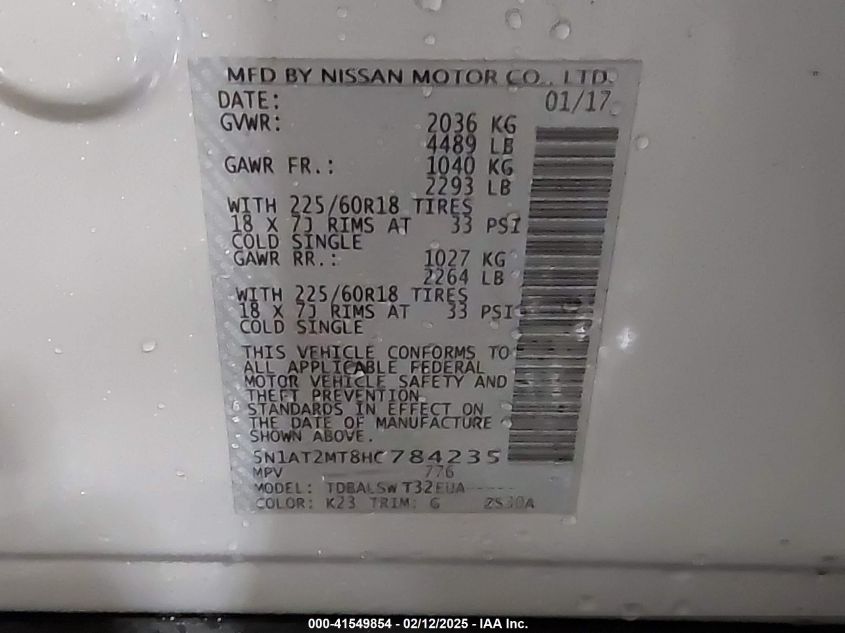 MFD BY NISSAN MOTOR CO., LTD.
DATE: 01/17
GVWR: 2036 KG
4489 LB
GAWR FR.: 1040 KG
2293 LB
WITH 225/60R18 TIRES
18 X 7J RIMS AT 33 PSI
COLD SINGLE
GAWR RR.: 1027 KG
2264 LB
WITH 225/60R18 TIRES
18 X 7J RIMS AT 33 PSI
COLD SINGLE
THIS VEHICLE CONFORMS TO
ALL APPLICABLE FEDERAL
MOTOR VEHICLE SAFETY AND
THEFT PREVENTION
STANDARDS IN EFFECT ON
THE DATE OF MANUFACTURE
SHOWN ABOVE.
5N1AT2MT8HC784235
MPV 776
MODEL: TDBALSW T32EUA-----
COLOR: K23 TRIM: G
000-41549854 - 02/12/2025 - IAA Inc.